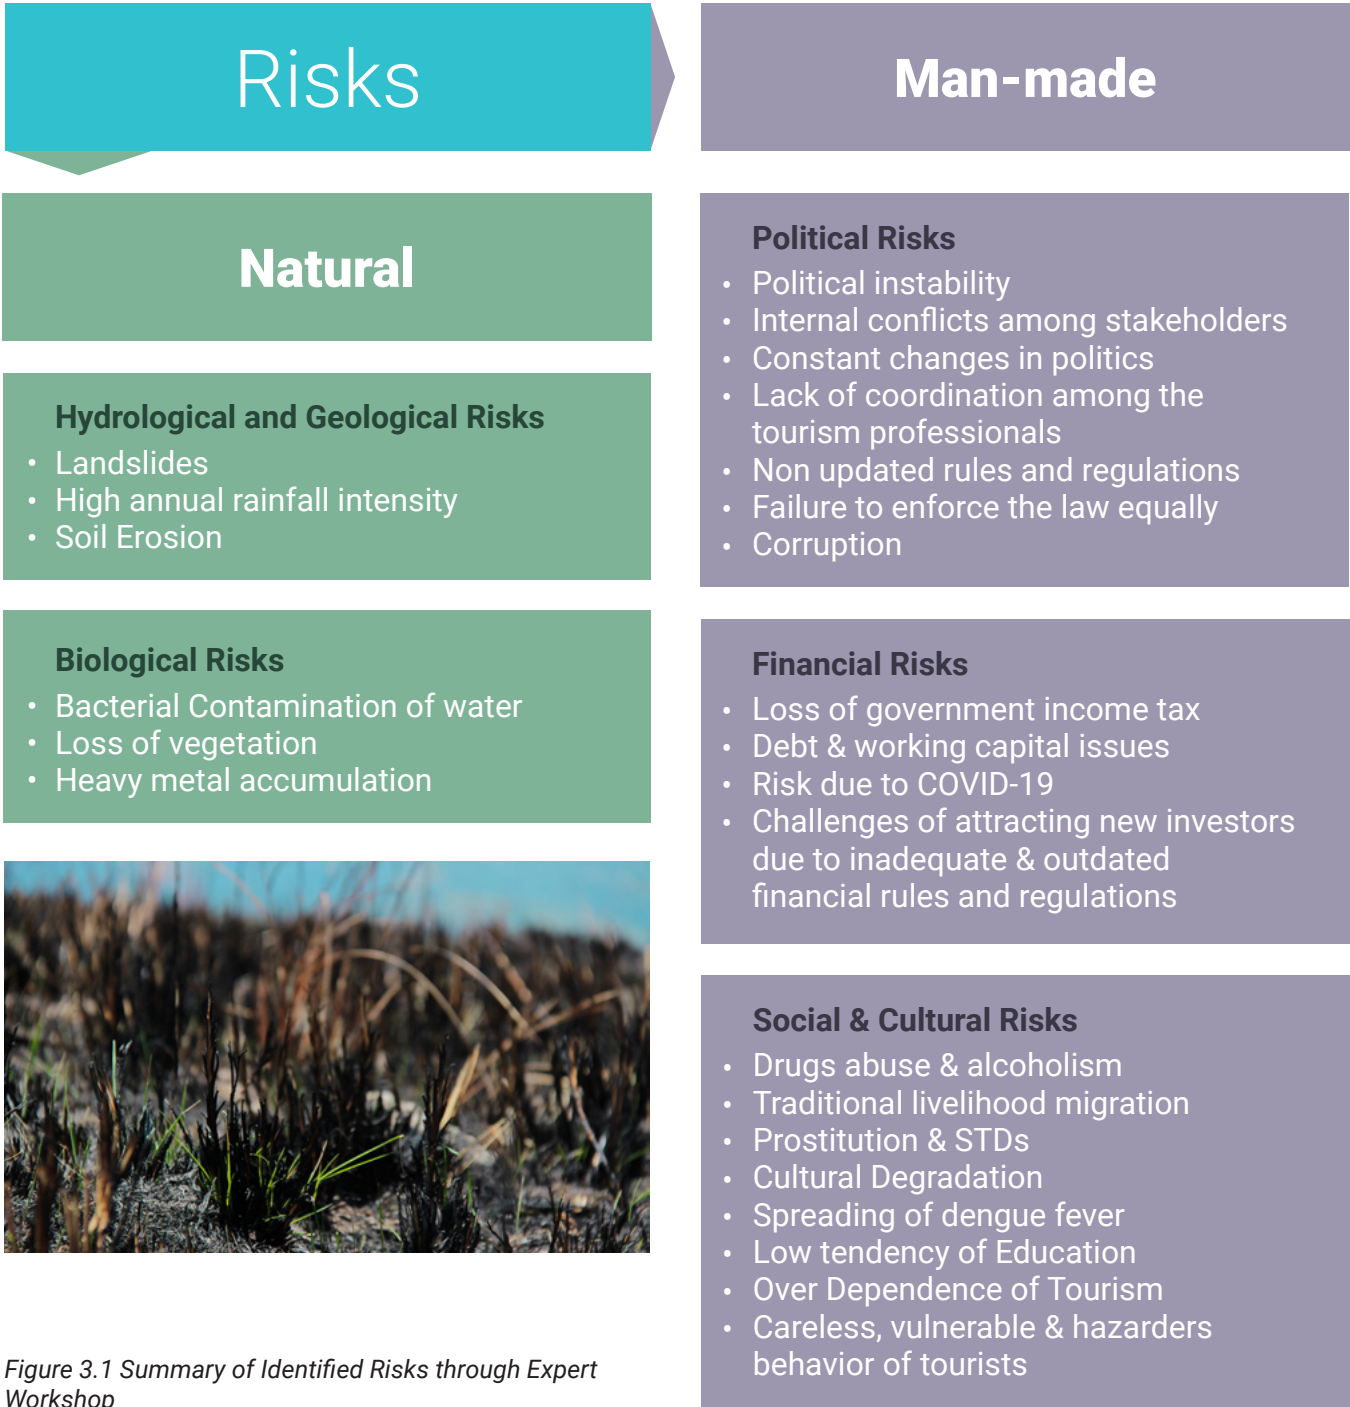 Risks
Natural
Hydrological and Geological Risks
• Landslides
• High annual rainfall intensity
• Soil Erosion
Biological Risks
• Bacterial Contamination of water
• Loss of vegetation
• Heavy metal accumulation
Figure 3.1 Summary of Identified Risks through Expert
Workshop
Man-made
Political Risks
• Political instability
• Internal conflicts among stakeholders
• Constant changes in politics
• Lack of coordination among the
tourism professionals
• Non updated rules and regulations
• Failure to enforce the law equally
• Corruption
Financial Risks
• Loss of government income tax
• Debt & working capital issues
• Risk due to COVID-19
• Challenges of attracting new investors
due to inadequate & outdated
financial rules and regulations
Social & Cultural Risks
• Drugs abuse & alcoholism
• Traditional livelihood migration
• Prostitution & STDs
• Cultural Degradation
• Spreading of dengue fever
• Low tendency of Education
• Over Dependence of Tourism
• Careless, vulnerable & hazarders
behavior of tourists